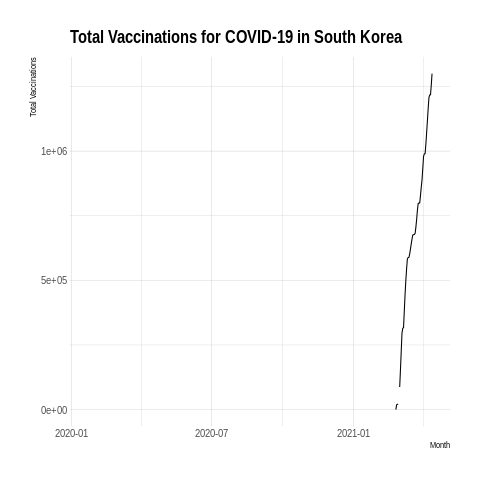 Total Vaccinations for COVID-19 in South Korea
Total Vaccinations
1e+06
5e+05
0e+00
2020-01 2020-07 2021-01
Month